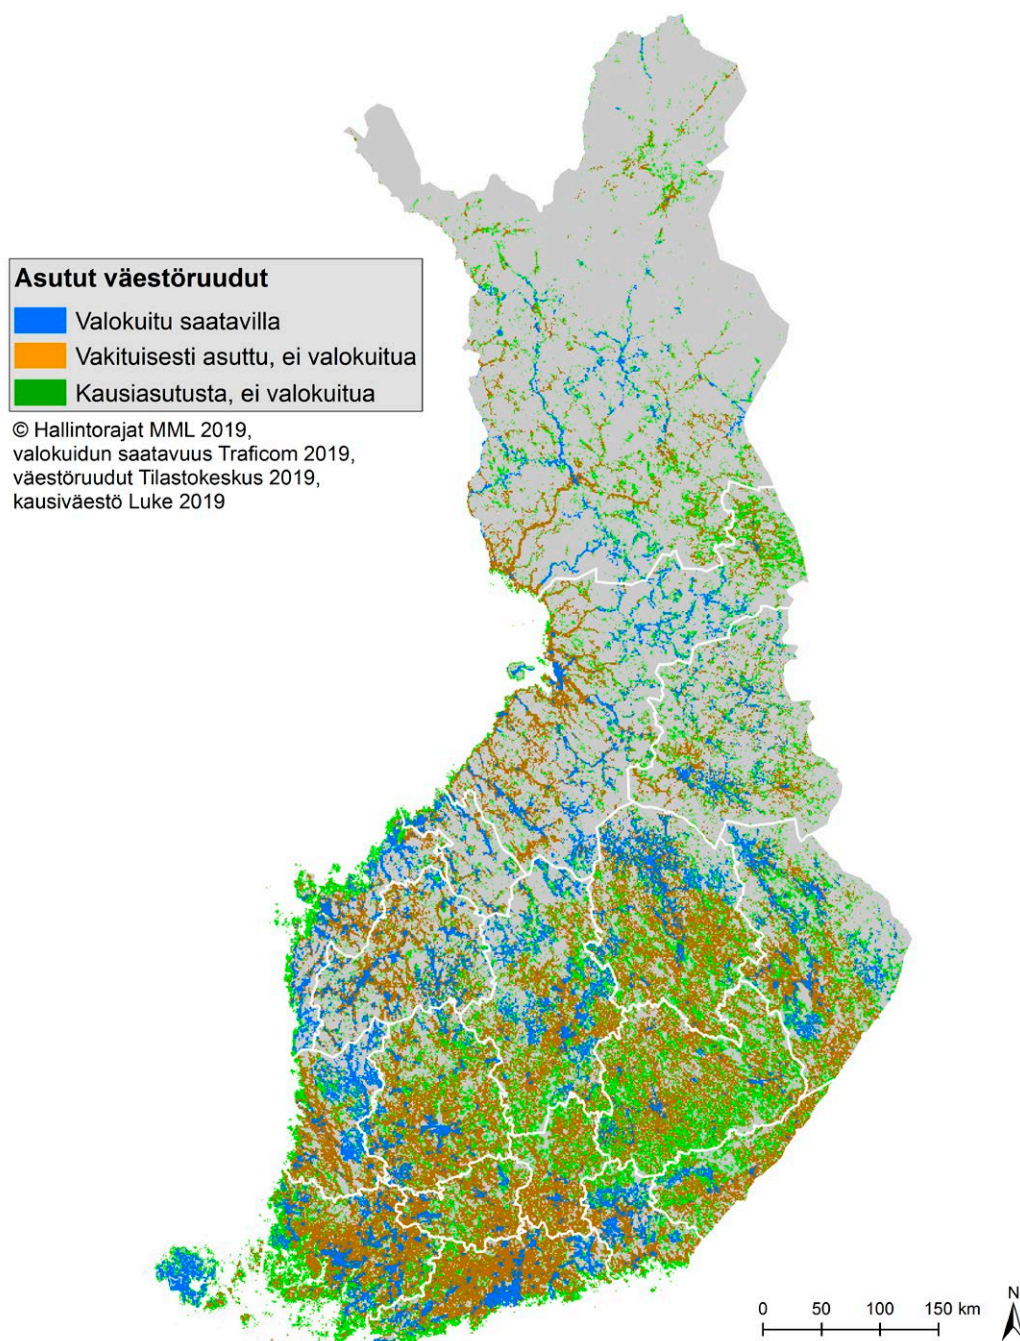 Asutut väestöruudut
Valokuitu saatavilla
Vakituisesti asuttu, ei valokuitua
Kausiasutusta, ei valokuitua
© Hallintorajat MML 2019,
valokuidun saatavuus Traficom 2019,
väestöruudut Tilastokeskus 2019,
kausiväestö Luke 2019
N
0 50 100 150 km